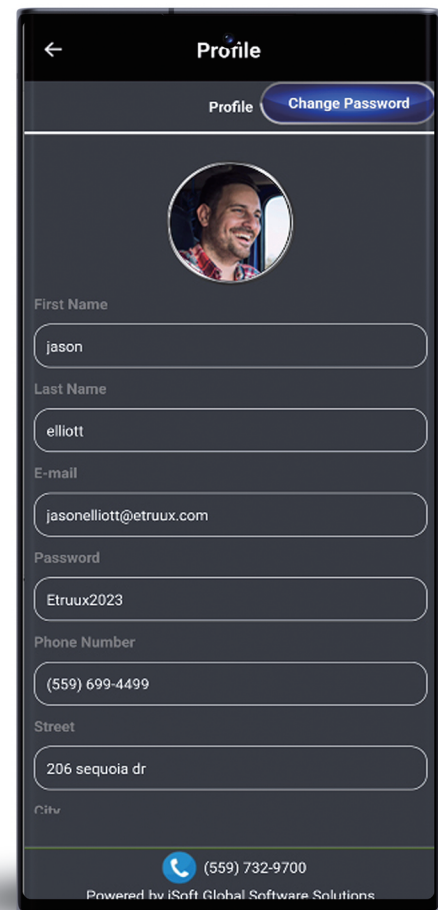 Profile
Profile
Change Password
First Name
jason
Last Name
elliott
E-mail
jasonelliott@etruux.com
Password
Etruux2023
Phone Number
(559) 699-4499
Street
206 sequoia dr
City
(559) 732-9700
Powered by iSoft Global Software Solutions